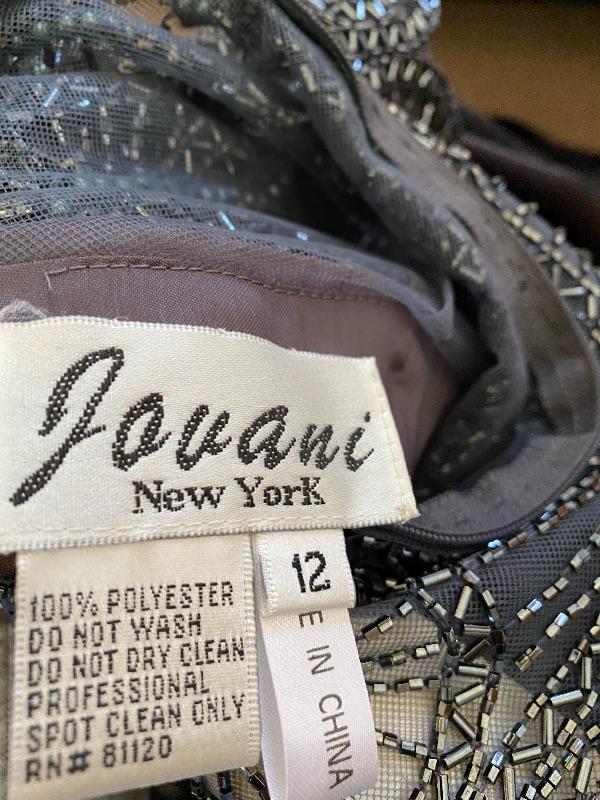 Jovani
New York
100% POLYESTER
DO NOT WASH
DO NOT DRY CLEAN
PROFESSIONAL
SPOT CLEAN ONLY
RN# 81120
12
E IN CHINA